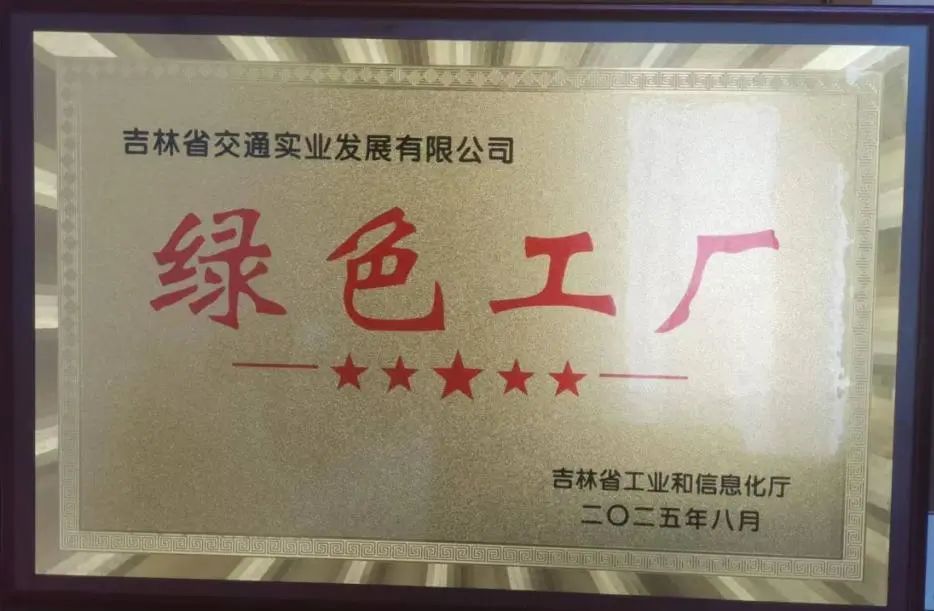 吉林省交通实业发展有限公司
绿色工厂
吉林省工业和信息化厅
二〇二五年八月